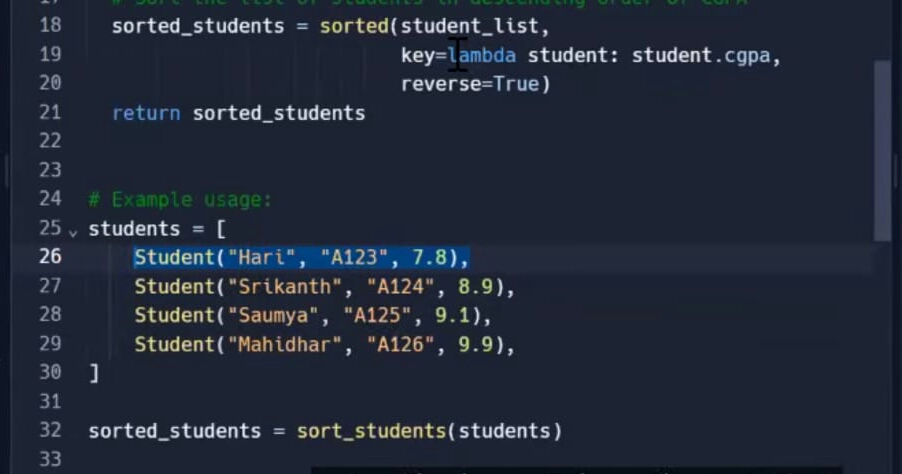 17 # Sort the list of students in descending order of CGPA
18 sorted_students = sorted(student_list,
19 key=lambda student: student.cgpa,
20 reverse=True)
21 return sorted_students
22
23
24 # Example usage:
25 students = [
26 Student("Hari", "A123", 7.8),
27 Student("Srikanth", "A124", 8.9),
28 Student("Saumya", "A125", 9.1),
29 Student("Mahidhar", "A126", 9.9),
30 ]
31
32 sorted_students = sort_students(students)
33